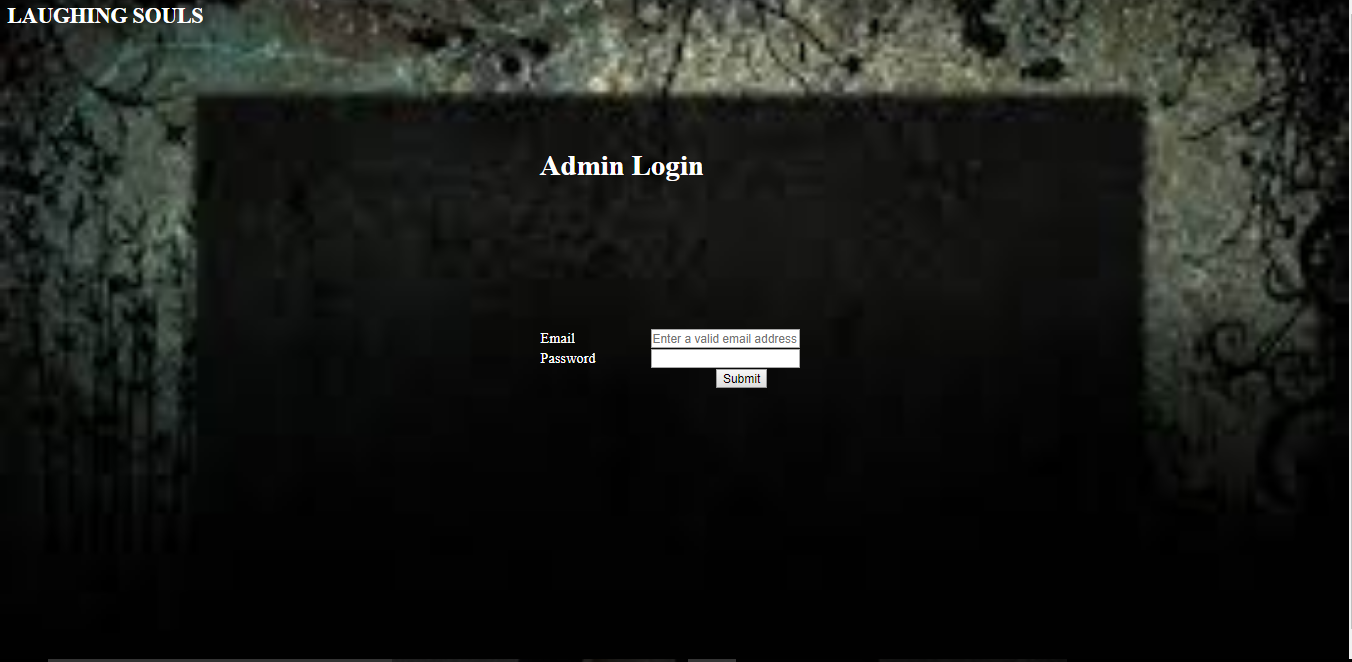 LAUGHING SOULS
Admin Login
Email Enter a valid email address
Password
Submit